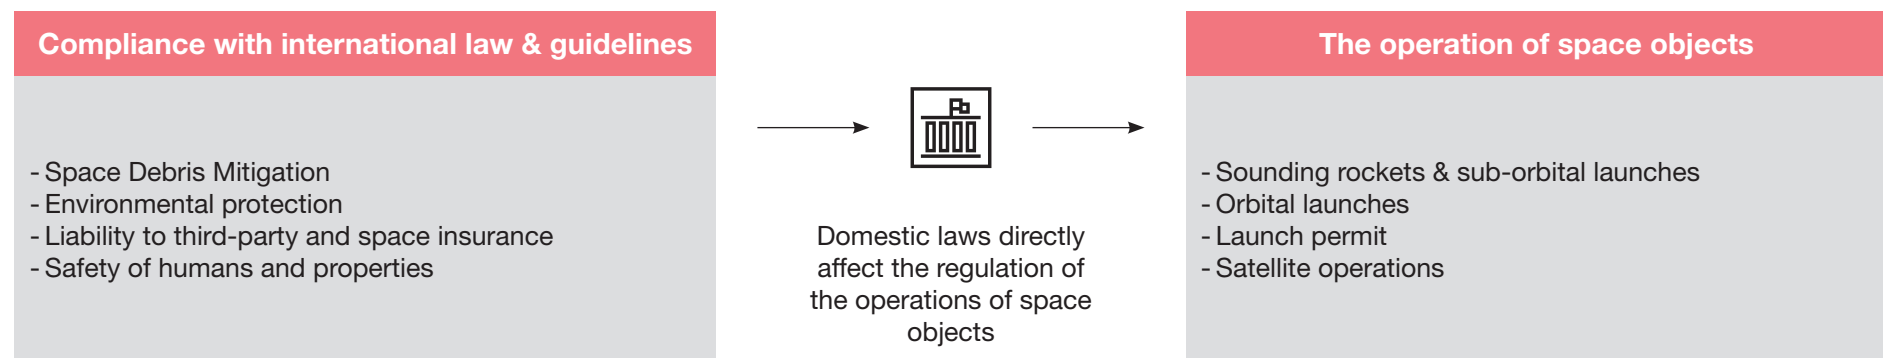 Compliance with international law & guidelines
- Space Debris Mitigation
- Environmental protection
- Liability to third-party and space insurance
- Safety of humans and properties
Domestic laws directly
affect the regulation of
the operations of space
objects
The operation of space objects
- Sounding rockets & sub-orbital launches
- Orbital launches
- Launch permit
- Satellite operations